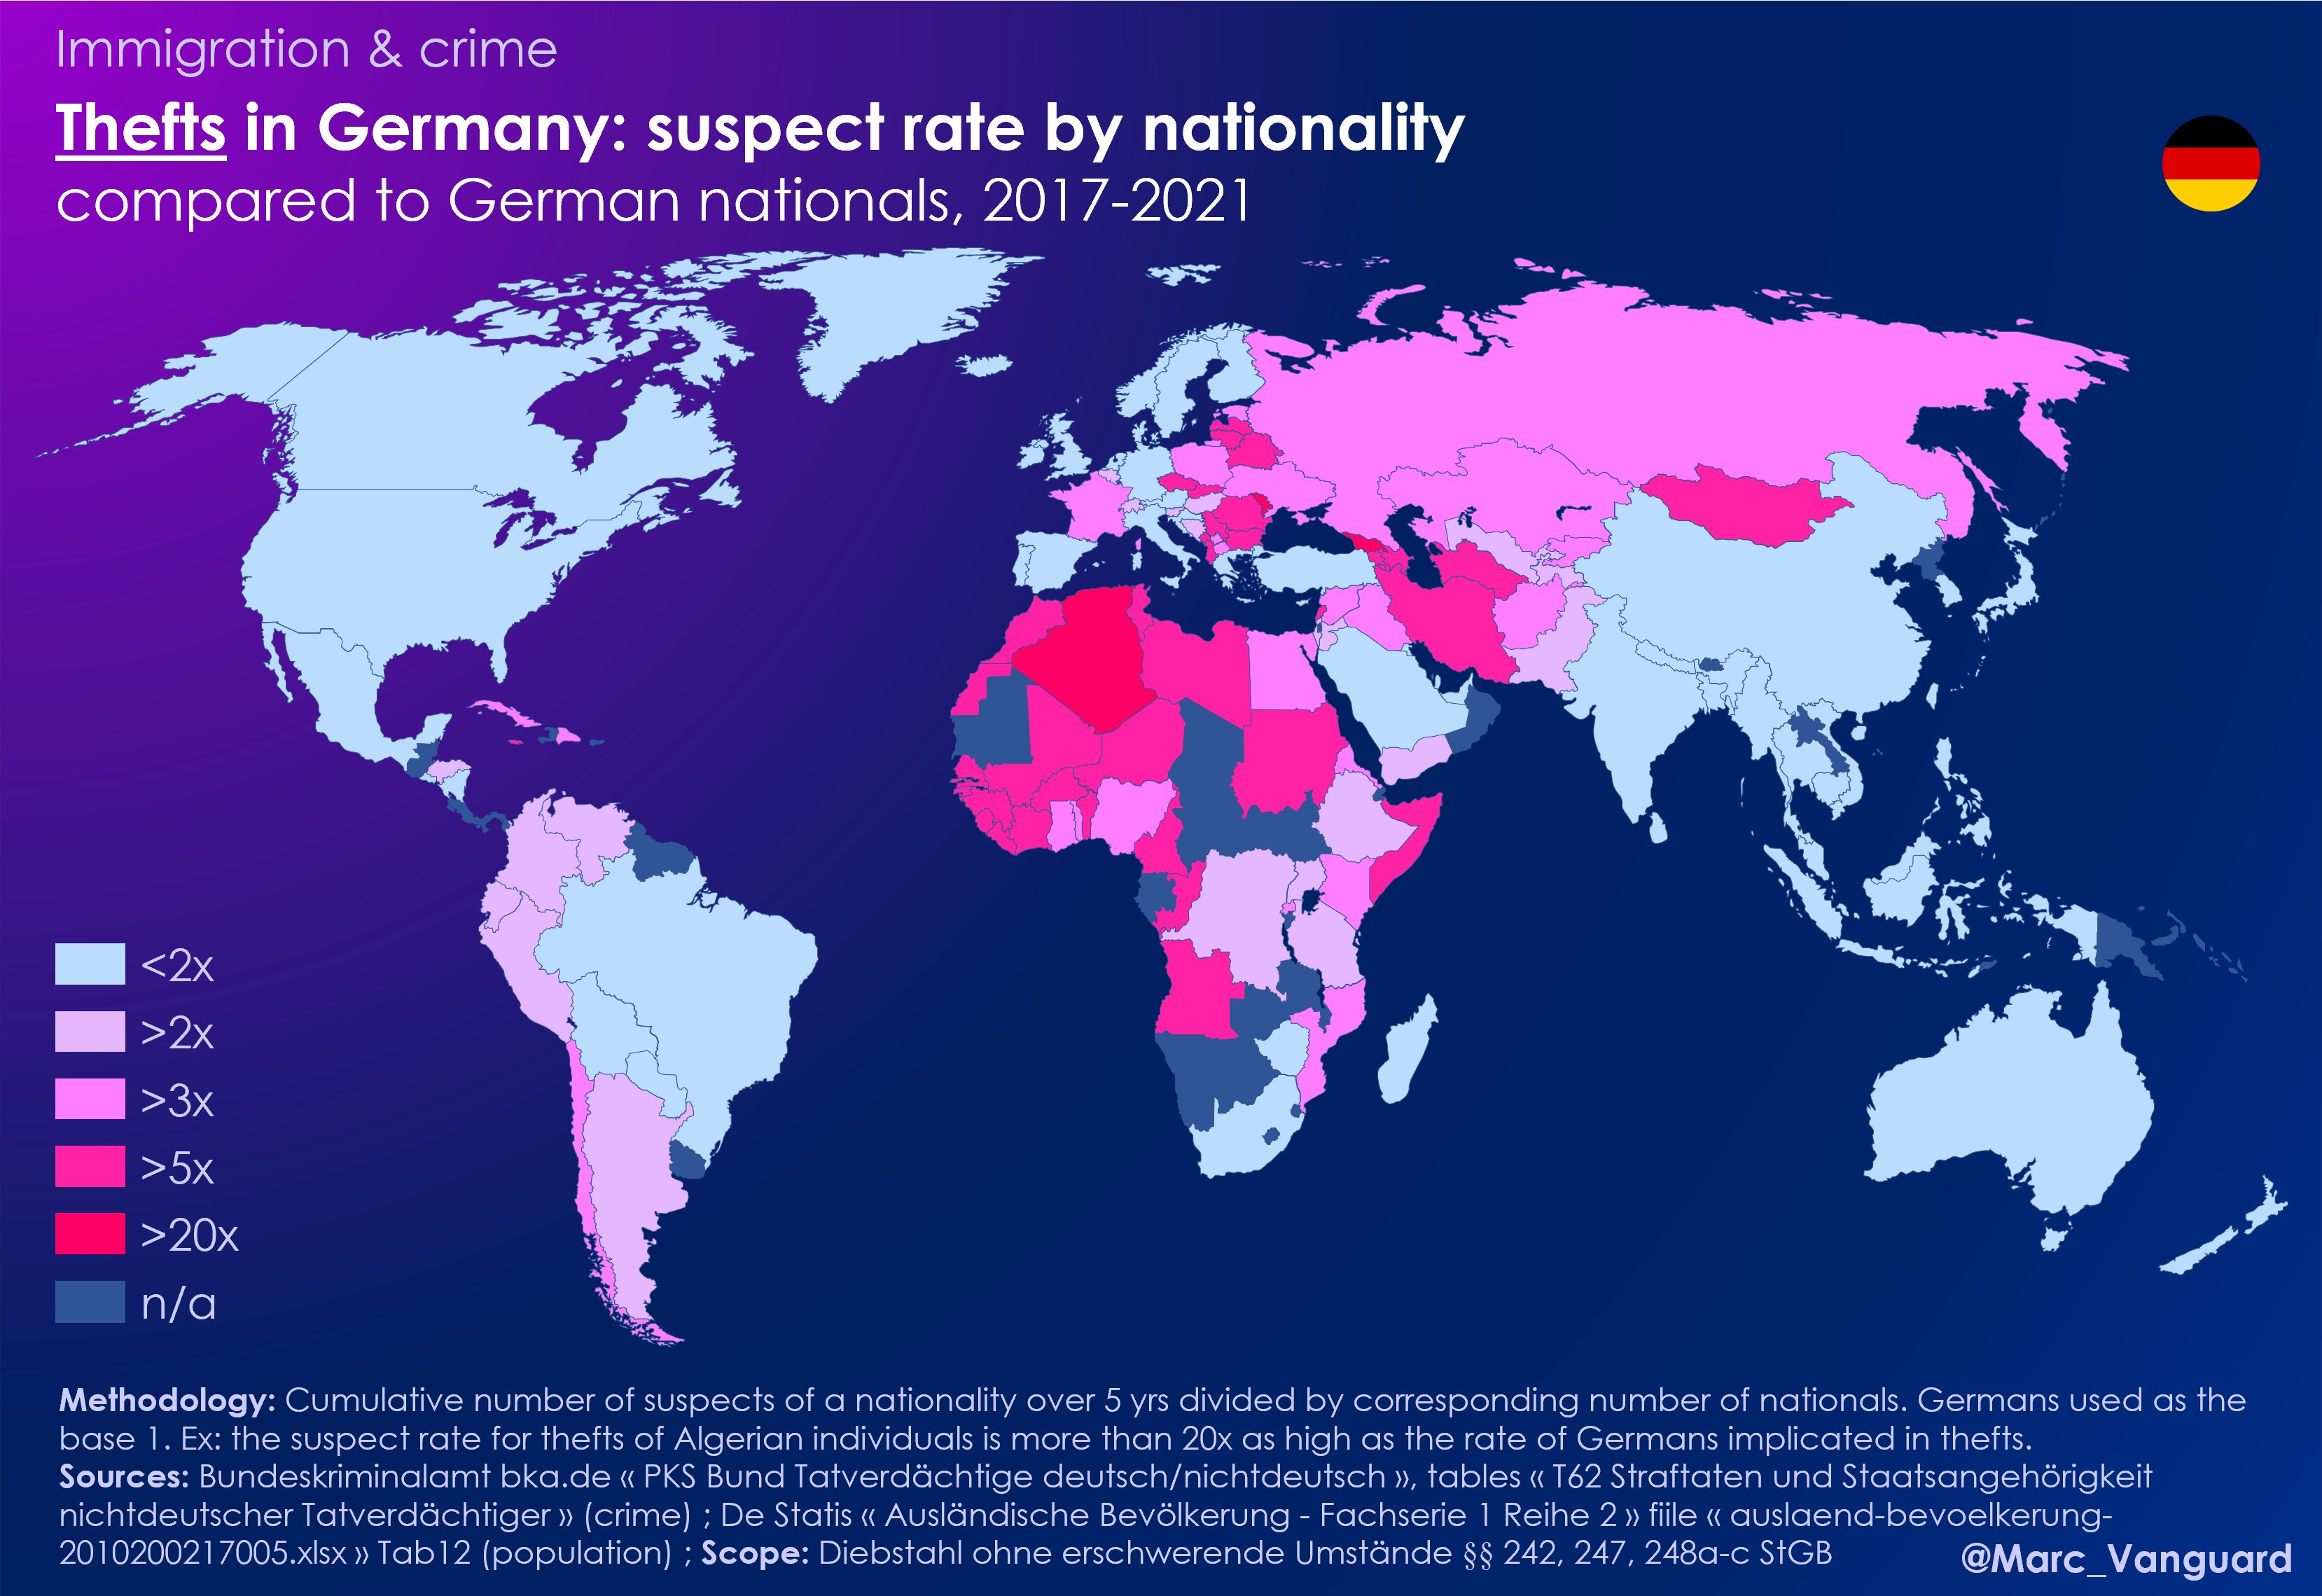 Immigration & crime
Thefts in Germany: suspect rate by nationality
compared to German nationals, 2017-2021
<2x
>2x
>3x
>5x
>20x
n/a
Methodology: Cumulative number of suspects of a nationality over 5 yrs divided by corresponding number of nationals. Germans used as the
base 1. Ex: the suspect rate for thefts of Algerian individuals is more than 20x as high as the rate of Germans implicated in thefts.
Sources: Bundeskriminalamt bka.de « PKS Bund Tatverdächtige deutsch/nichtdeutsch », tables « T62 Straftaten und Staatsangehörigkeit
nichtdeutscher Tatverdächtiger » (crime) ; De Statis « Ausländische Bevölkerung - Fachserie 1 Reihe 2 » fiile « auslaend-bevoelkerung-
2010200217005.xlsx » Tab12 (population) ; Scope: Diebstahl ohne erschwerende Umstände §§ 242, 247, 248a-c StGB
@Marc_Vanguard